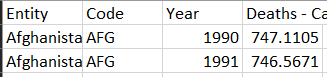 Entity Code Year Deaths - Ca
Afghanista AFG 1990 747.1105
Afghanista AFG 1991 746.5671